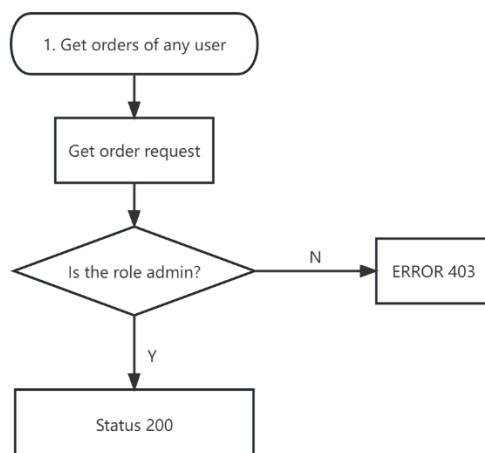 1. Get orders of any user
Get order request
Is the role admin?
N
ERROR 403
Y
Status 200